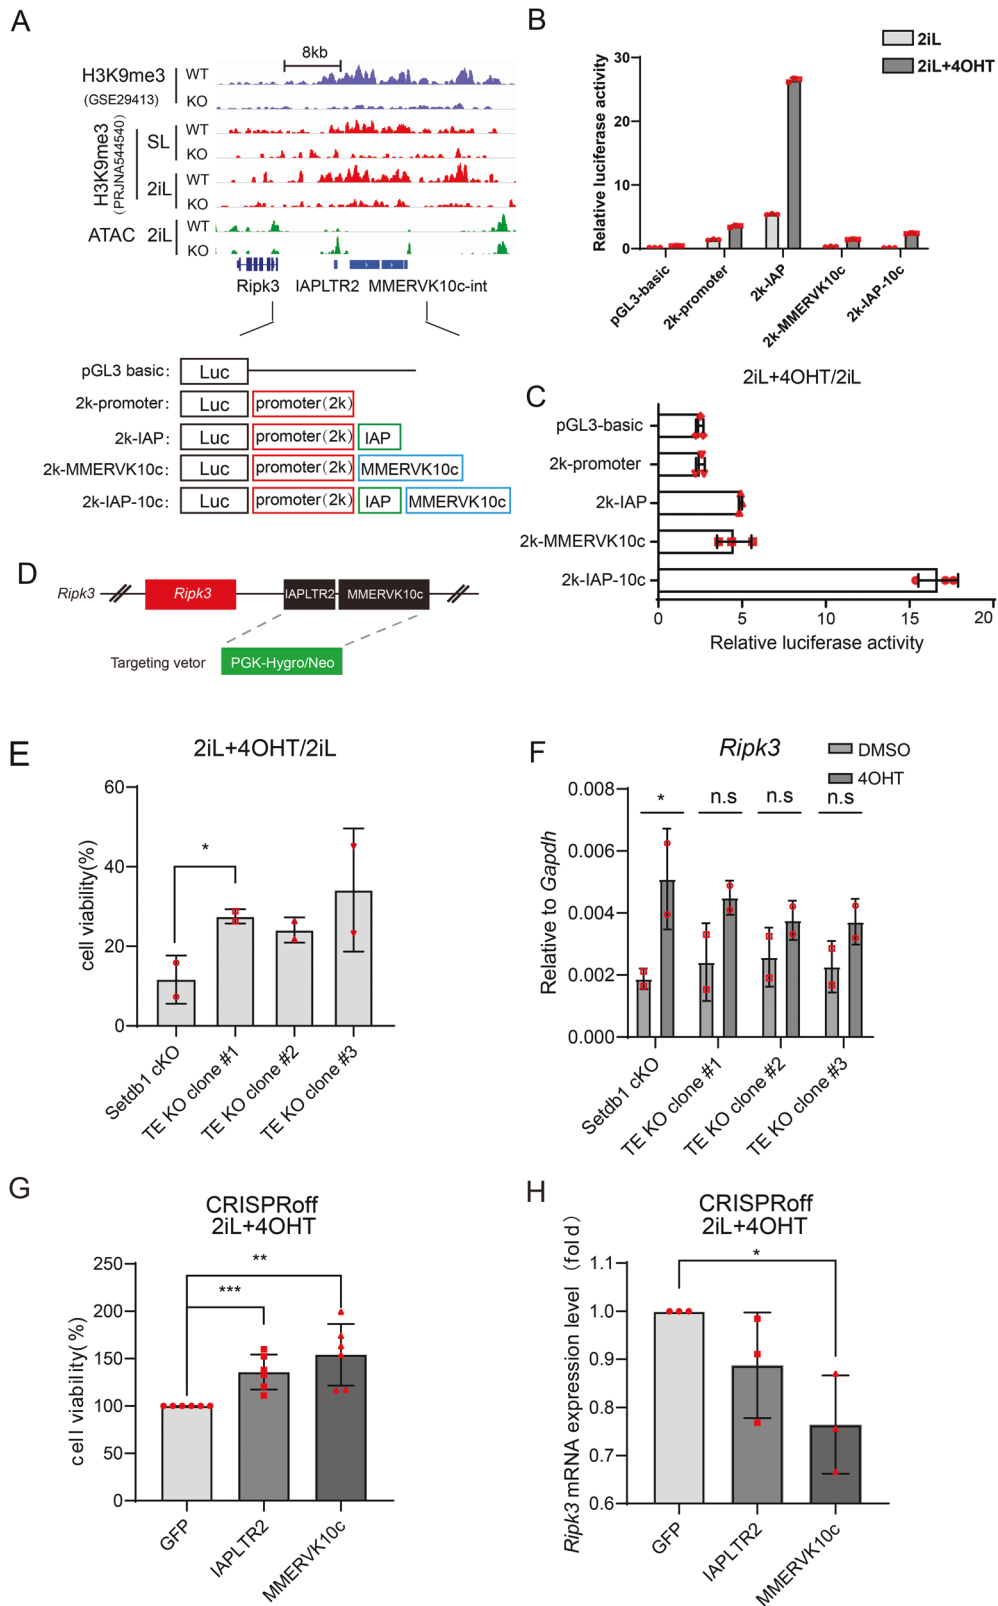 A
8kb
H3K9me3
(GSE29413)
WT
KO
H3K9me3
(PRJNA544540)
SL
WT
KO
2iL
WT
KO
ATAC
2iL
WT
KO
Ripk3
IAPLTR2
MMERVK10c-int
pGL3 basic:
Luc
2k-promoter:
Luc
promoter(2k)
2k-IAP:
Luc
promoter(2k)
IAP
2k-MMERVK10c:
Luc
promoter(2k)
MMERVK10c
2k-IAP-10c:
Luc
promoter(2k)
IAP
MMERVK10c
B
2iL
2iL+4OHT
Relative luciferase activity
30
20
10
0
pGL3-basic
2k-promoter
2k-IAP
2k-MMERVK10c
2k-IAP-10c
C
2iL+4OHT/2iL
pGL3-basic
2k-promoter
2k-IAP
2k-MMERVK10c
2k-IAP-10c
0
5
10
15
20
Relative luciferase activity
D
Ripk3
Ripk3
IAPLTR2
MMERVK10c
Targeting vetor
PGK-Hygro/Neo
E
2iL+4OHT/2iL
cell viability(%)
60
40
20
0
*
Setdb1 cKO
TE KO clone #1
TE KO clone #2
TE KO clone #3
F
Ripk3
DMSO
4OHT
Relative to Gapdh
0.008
0.006
0.004
0.002
0.000
*
n.s
n.s
n.s
Setdb1 cKO
TE KO clone #1
TE KO clone #2
TE KO clone #3
G
CRISPRoff
2iL+4OHT
cell viability(%)
250
200
150
100
50
0
**
***
GFP
IAPLTR2
MMERVK10c
H
CRISPRoff
2iL+4OHT
Ripk3 mRNA expression level (fold)
1.1
1.0
0.9
0.8
0.7
0.6
*
GFP
IAPLTR2
MMERVK10c